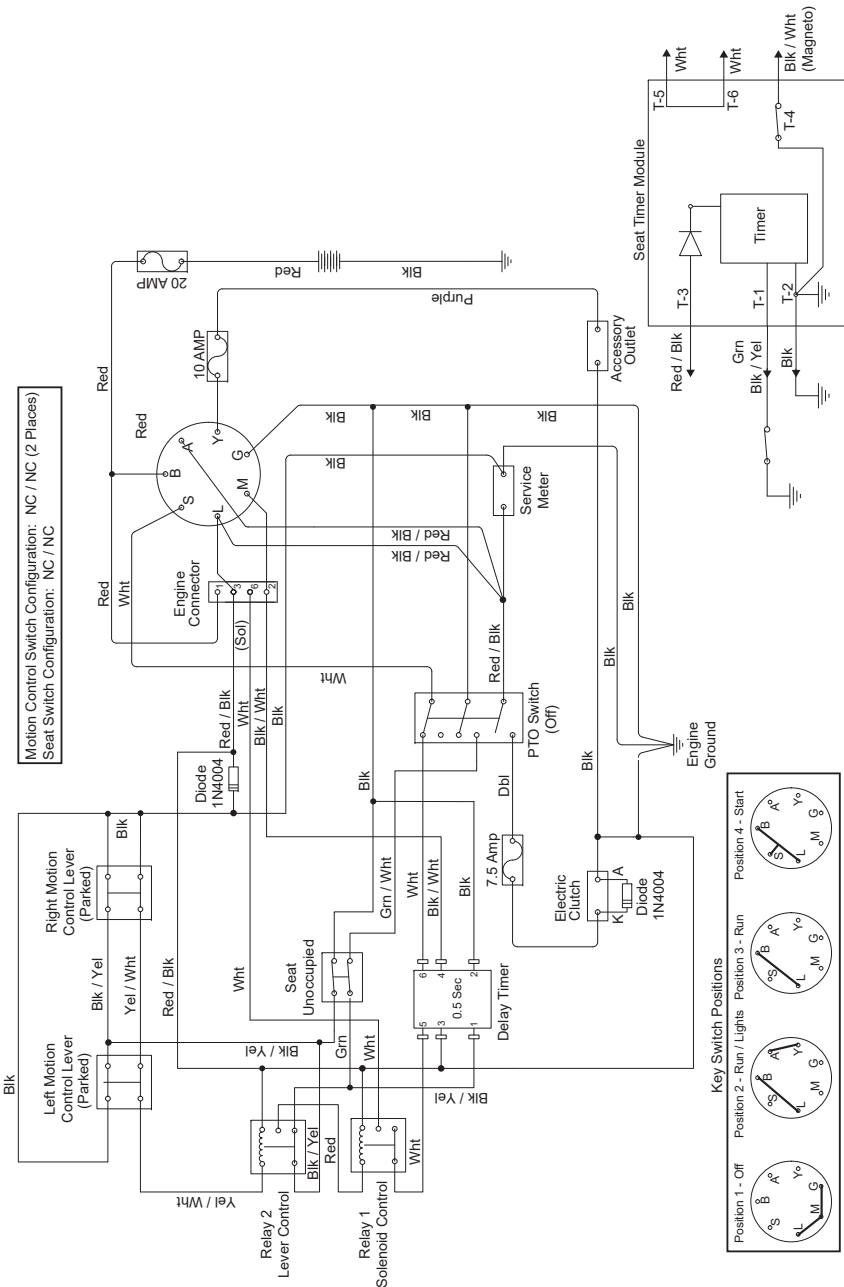 Motion Control Switch Configuration: NC / NC (2 Places)
Seat Switch Configuration: NC / NC
Blk
Left Motion
Control Lever
(Parked)
Blk / Yel
Yel / Wht
Right Motion
Control Lever
(Parked)
Blk
Red / Blk
Diode
1N4004
Red / Blk
(Sol)
Wht
Blk / Wht
Blk
Engine
Connector
1
3
6
2
Red
Wht
Red
Red
B
A
S
Y
L
G
M
10 AMP
20 AMP
Red
Blk
Purple
Yel / Wht
Relay 2
Lever Control
Blk / Yel
Red
Relay 1
Solenoid Control
Wht
Blk / Yel
Grn
Wht
Blk / Yel
Wht
Seat
Unoccupied
Blk
Grn / Wht
Wht
Blk / Wht
Blk
5
6
3
4
1
2
0.5 Sec
Delay Timer
Wht
PTO Switch
(Off)
Red / Blk
Red / Blk
Red / Blk
Blk
Blk
Blk
Blk
Service
Meter
Accessory
Outlet
Dbl
7.5 Amp
Electric
Clutch
K
A
Diode
1N4004
Blk
Blk
Blk
Engine
Ground
Seat Timer Module
T-3
T-1
T-2
Timer
T-5
T-6
T-4
Red / Blk
Grn
Blk / Yel
Blk
Wht
Wht
Blk / Wht
(Magneto)
Key Switch Positions
Position 1 - Off
S
B
A
Y
L
M
G
Position 2 - Run / Lights
S
B
A
Y
L
M
G
Position 3 - Run
S
B
A
Y
L
M
G
Position 4 - Start
S
B
A
Y
L
M
G